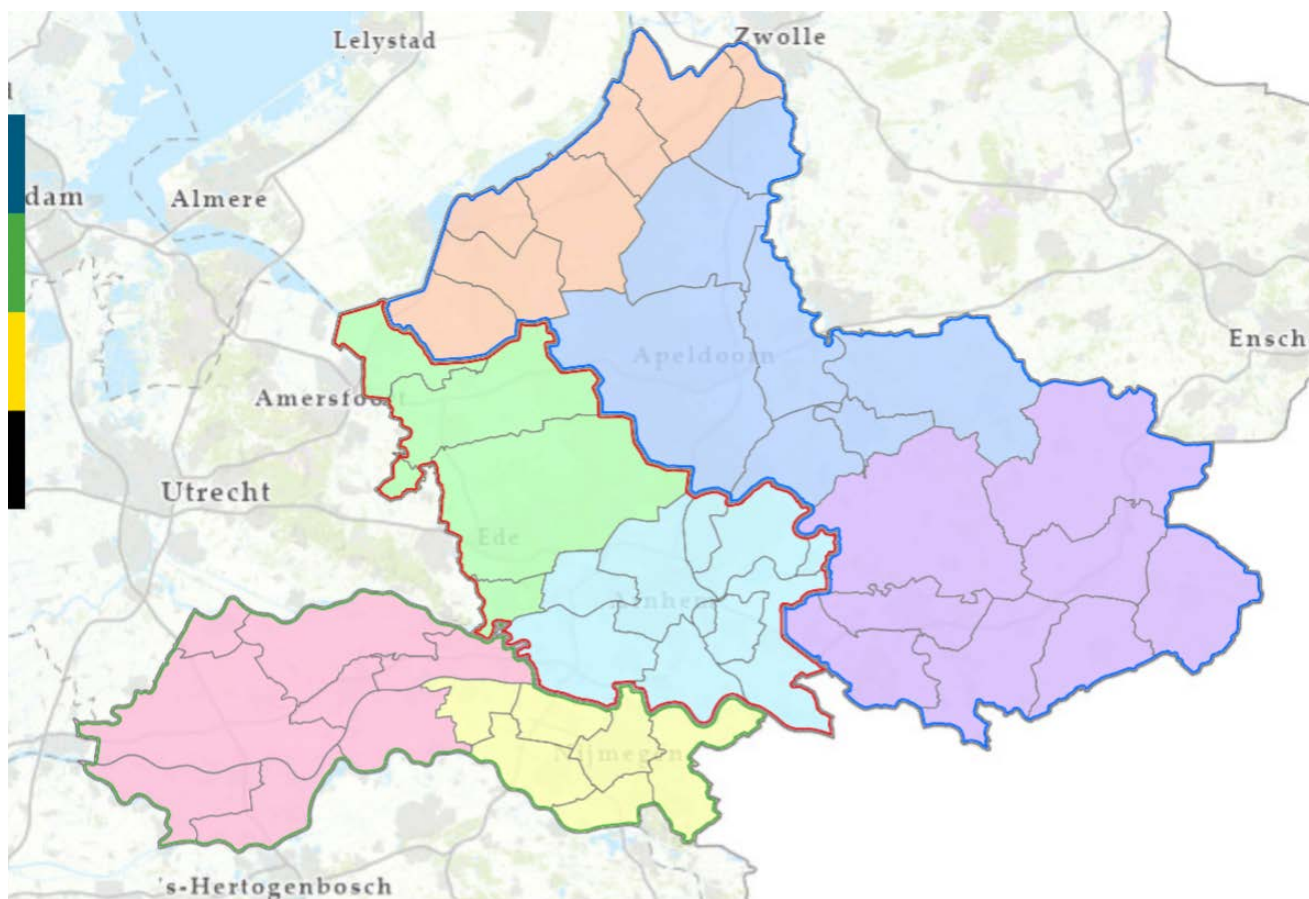 Lelystad
Zwolle
dam
Almere
Ensch
Apeldoorn
Amersfoort
Utrecht
Ede
Arnhem
Nijmegen
's-Hertogenbosch